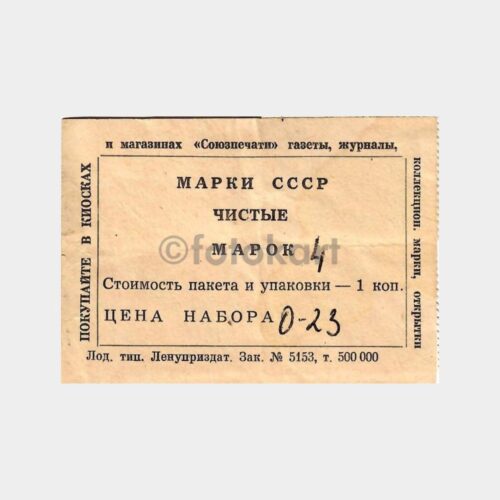 ПОКУПАЙТЕ В КИОСКАХ
и магазинах «Союзпечати» газеты, журналы,
коллекцион. марки, открытки
МАРКИ СССР
ЧИСТЫЕ
МАРОК 4
©fotokart
Стоимость пакета и упаковки — 1 коп.
ЦЕНА НАБОРА 0-23
Лод. тип. Ленуприздат. Зак. № 5153, т. 500 000